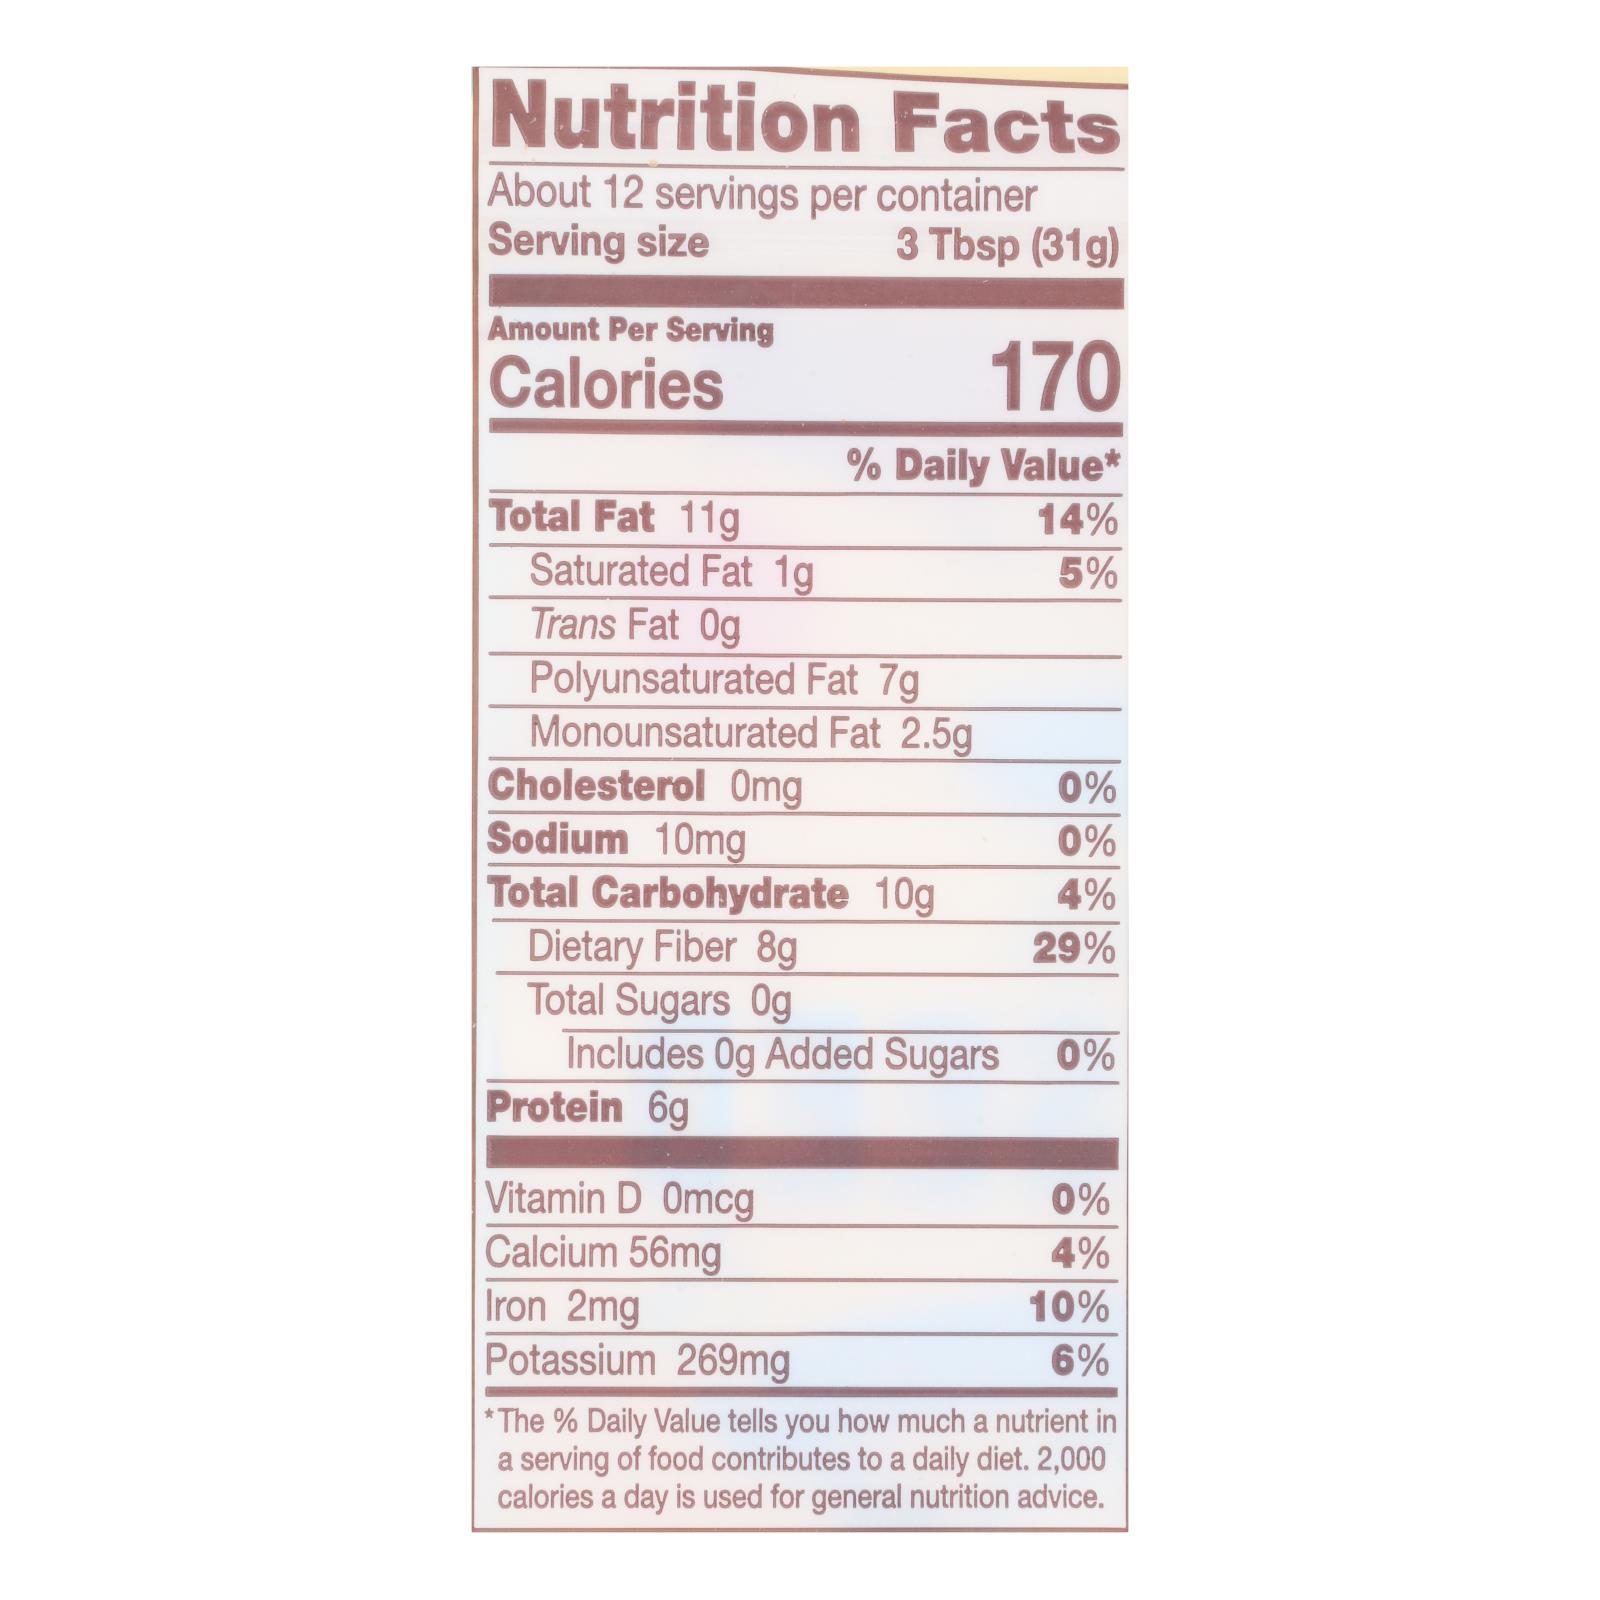 Nutrition Facts
About 12 servings per container
Serving size 3 Tbsp (31g)
Amount Per Serving
Calories 170
% Daily Value*
Total Fat 11g 14%
Saturated Fat 1g 5%
Trans Fat 0g
Polyunsaturated Fat 7g
Monounsaturated Fat 2.5g
Cholesterol 0mg 0%
Sodium 10mg 0%
Total Carbohydrate 10g 4%
Dietary Fiber 8g 29%
Total Sugars 0g
Includes 0g Added Sugars 0%
Protein 6g
Vitamin D 0mcg 0%
Calcium 56mg 4%
Iron 2mg 10%
Potassium 269mg 6%
*The % Daily Value tells you how much a nutrient in
a serving of food contributes to a daily diet. 2,000
calories a day is used for general nutrition advice.